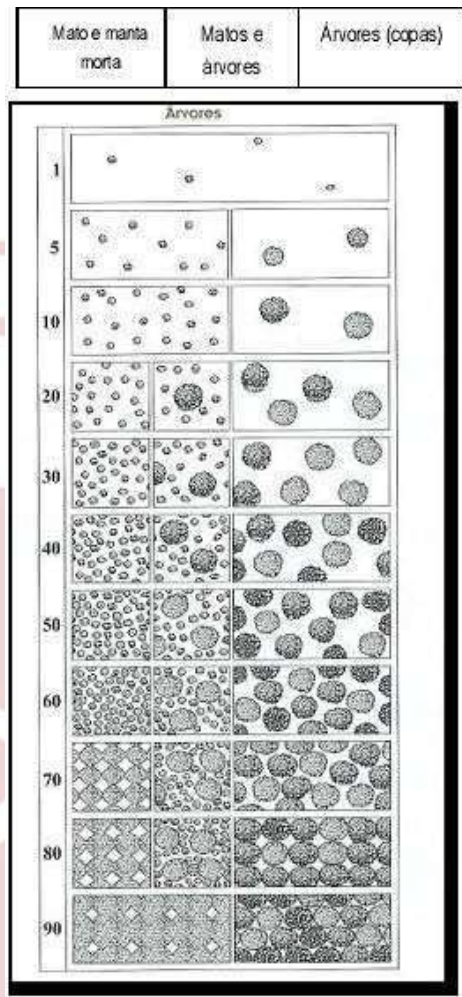 Mato e manta
morta
Matos e
árvores
Árvores (copas)
Árvores
1
5
10
20
30
40
50
60
70
80
90